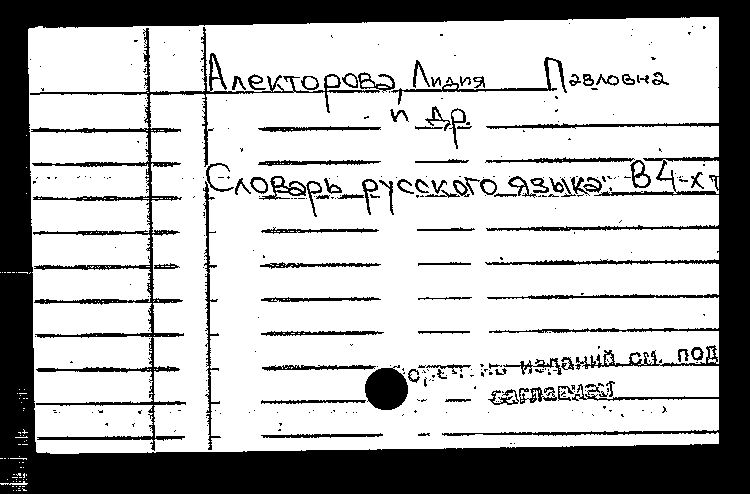 Алекторова, Лидия Павловна
и др.
Словарь русского языка: В 4-х т
изданий см. под
заглавием